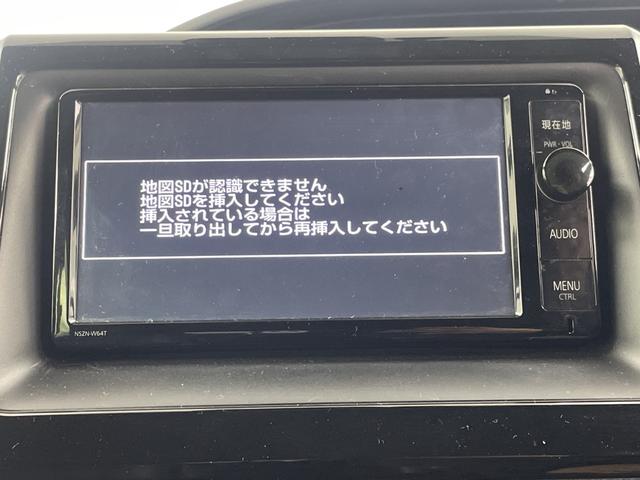 地図SDが認識できません
地図SDを挿入してください
挿入されている場合は
一旦取り出してから再挿入してください
現在地
PWR・VOL
AUDIO
MENU
CTRL
NSZN-W64T